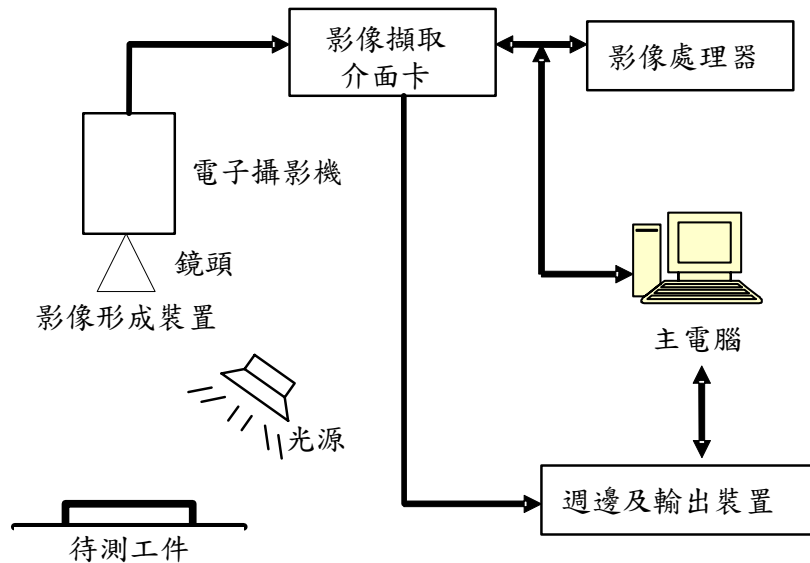 影像擷取
介面卡
影像處理器
電子攝影機
鏡頭
影像形成裝置
主電腦
光源
週邊及輸出裝置
待測工件